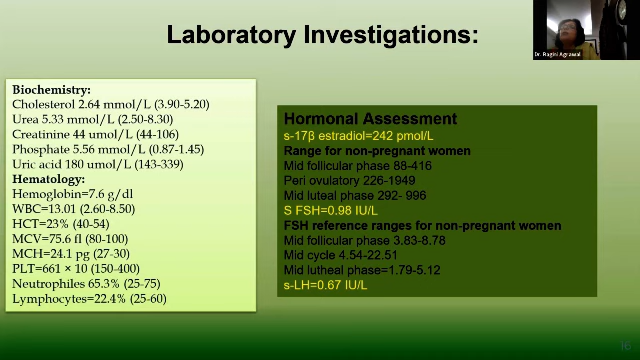 Laboratory Investigations:
Dr. Ragini Agrawal
Biochemistry:
Cholesterol 2.64 mmol/L (3.90-5.20)
Urea 5.33 mmol/L (2.50-8.30)
Creatinine 44 umol/L (44-106)
Phosphate 5.56 mmol/L (0.87-1.45)
Uric acid 180 umol/L (143-339)
Hematology:
Hemoglobin=7.6 g/dl
WBC=13.01 (2.60-8.50)
HCT=23% (40-54)
MCV=75.6 fl (80-100)
MCH=24.1 pg (27-30)
PLT=661 × 10 (150-400)
Neutrophiles 65.3% (25-75)
Lymphocytes=22.4% (25-60)
Hormonal Assessment
s-17β estradiol=242 pmol/L
Range for non-pregnant women
Mid follicular phase 88-416
Peri ovulatory 226-1949
Mid luteal phase 292- 996
S FSH=0.98 IU/L
FSH reference ranges for non-pregnant women
Mid follicular phase 3.83-8.78
Mid cycle 4.54-22.51
Mid lutheal phase=1.79-5.12
s-LH=0.67 IU/L
16